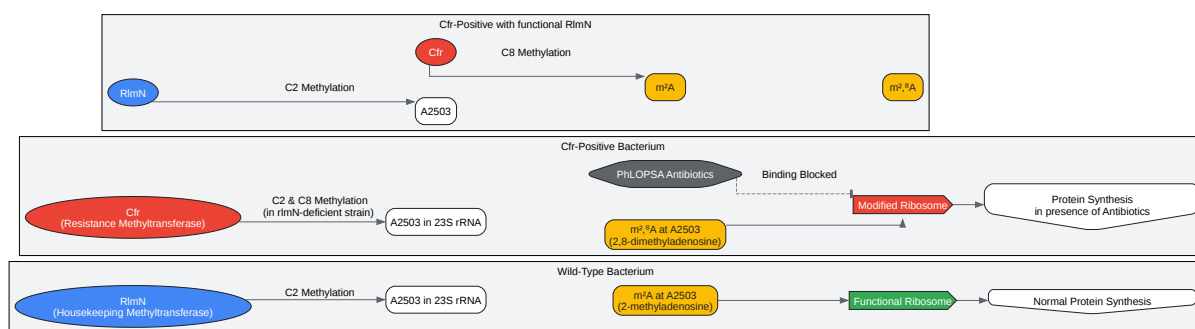 Cfr-Positive with functional RlmN
Cfr
C8 Methylation
RlmN
C2 Methylation
A2503
m²A
m²,⁸A
Cfr-Positive Bacterium
PhLOPSA Antibiotics
Binding Blocked
Cfr
(Resistance Methyltransferase)
C2 & C8 Methylation
(in rlmN-deficient strain)
A2503 in 23S rRNA
m²,⁸A at A2503
(2,8-dimethyladenosine)
Modified Ribosome
Protein Synthesis
in presence of Antibiotics
Wild-Type Bacterium
RlmN
(Housekeeping Methyltransferase)
C2 Methylation
A2503 in 23S rRNA
m²A at A2503
(2-methyladenosine)
Functional Ribosome
Normal Protein Synthesis